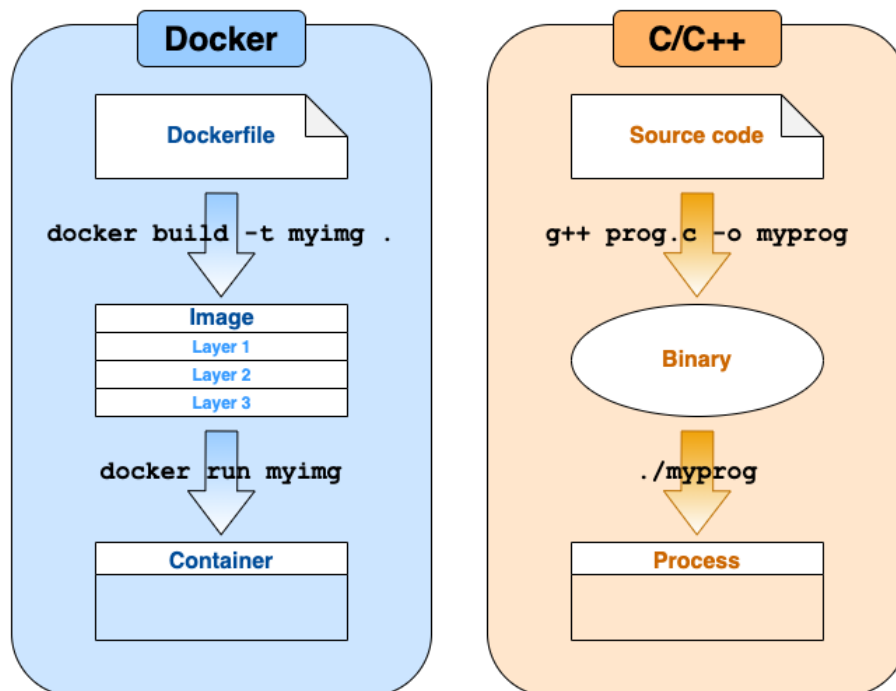 Docker
Dockerfile
docker build -t myimg .
Image
Layer 1
Layer 2
Layer 3
docker run myimg
Container
C/C++
Source code
g++ prog.c -o myprog
Binary
./myprog
Process